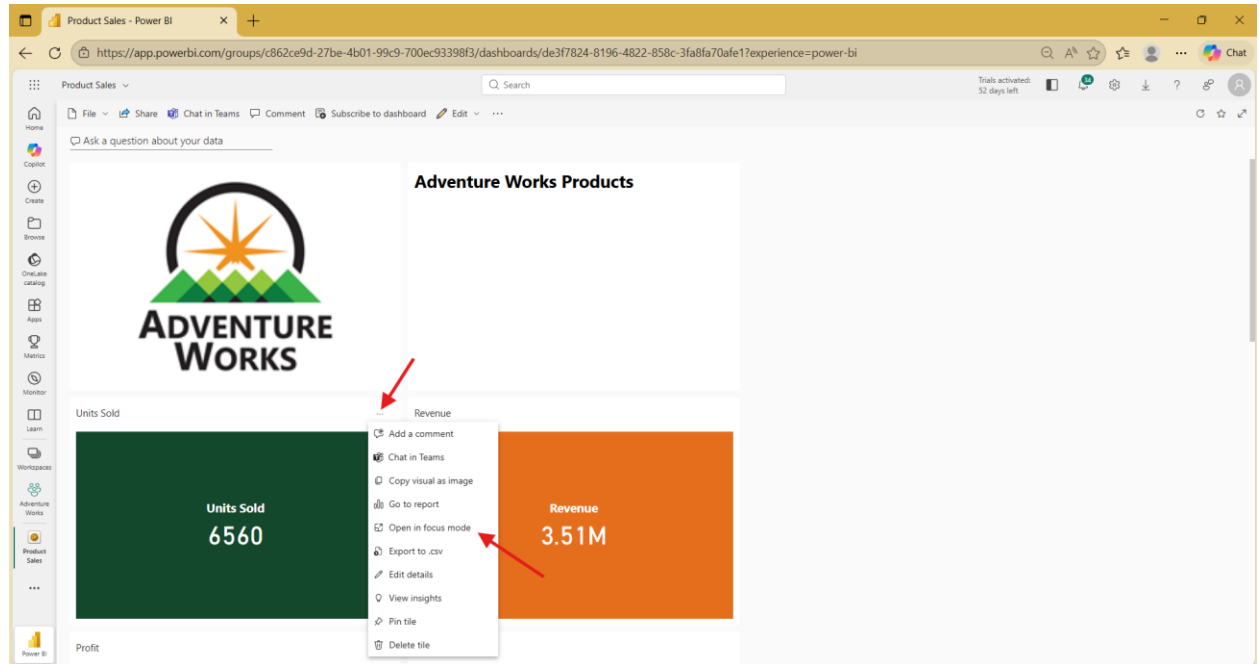 Product Sales - Power BI
https://app.powerbi.com/groups/c862ce9d-27be-4b01-99c9-700ec93398f3/dashboards/de3f7824-8196-4822-858c-3fa8fa70afe1?experience=power-bi
Chat
Product Sales
Search
Trials activated:
52 days left
34
?
A
Home
File
Share
Chat in Teams
Comment
Subscribe to dashboard
Edit
Ask a question about your data
Copilot
Create
Browse
OneLake
catalog
Apps
Metrics
Monitor
Learn
Workspaces
Adventure
Works
Product
Sales
Power BI
ADVENTURE
WORKS
Adventure Works Products
Units Sold
Units Sold
6560
Add a comment
Chat in Teams
Copy visual as image
Go to report
Open in focus mode
Export to .csv
Edit details
View insights
Pin tile
Delete tile
Revenue
Revenue
3.51M
Profit